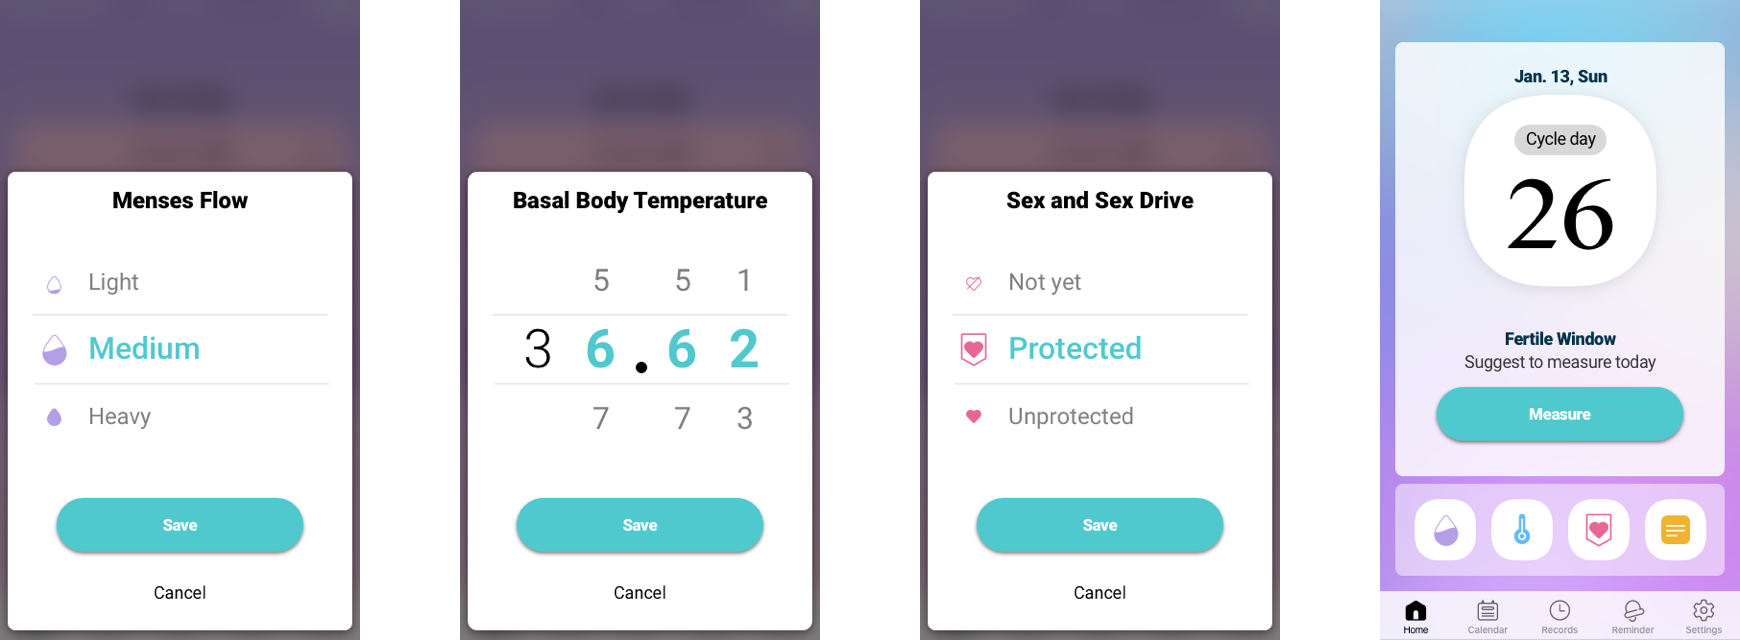 Menses Flow
Light
Medium
Heavy
Save
Cancel
Basal Body Temperature
5 5 1
3 6 . 6 2
7 7 3
Save
Cancel
Sex and Sex Drive
Not yet
Protected
Unprotected
Save
Cancel
Jan. 13, Sun
Cycle day
26
Fertile Window
Suggest to measure today
Measure
Home Calendar Records Reminder Settings